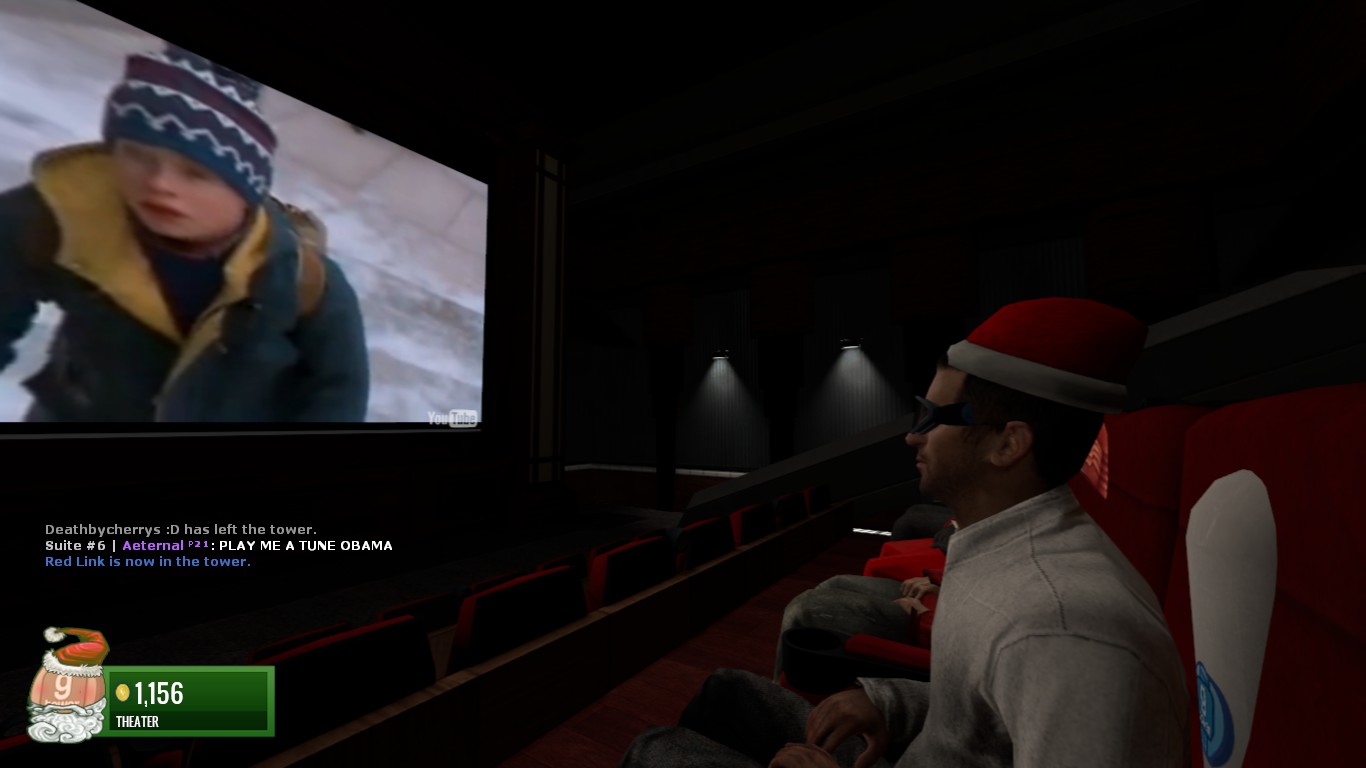 YouTube
Deathbycherrys :D has left the tower.
Suite #6 | Aeternal ᴾ²¹: PLAY ME A TUNE OBAMA
Red Link is now in the tower.
g
tower
1,156
THEATER